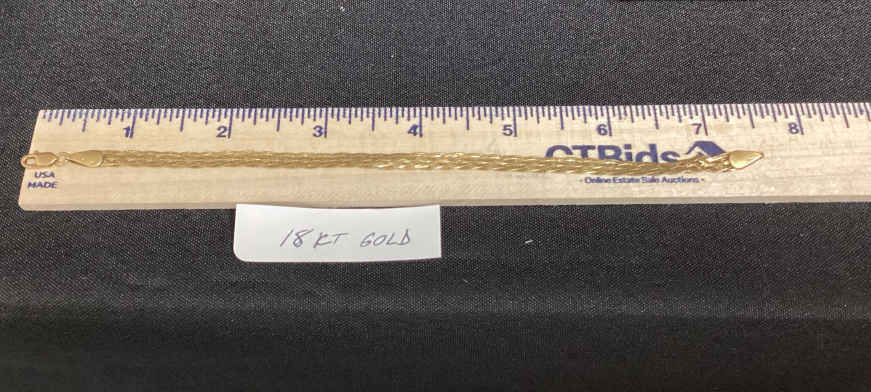 1 2 3 4 5 6 7 8
CTBids
USA
MADE
- Online Estate Sale Auctions -
18 KT GOLD